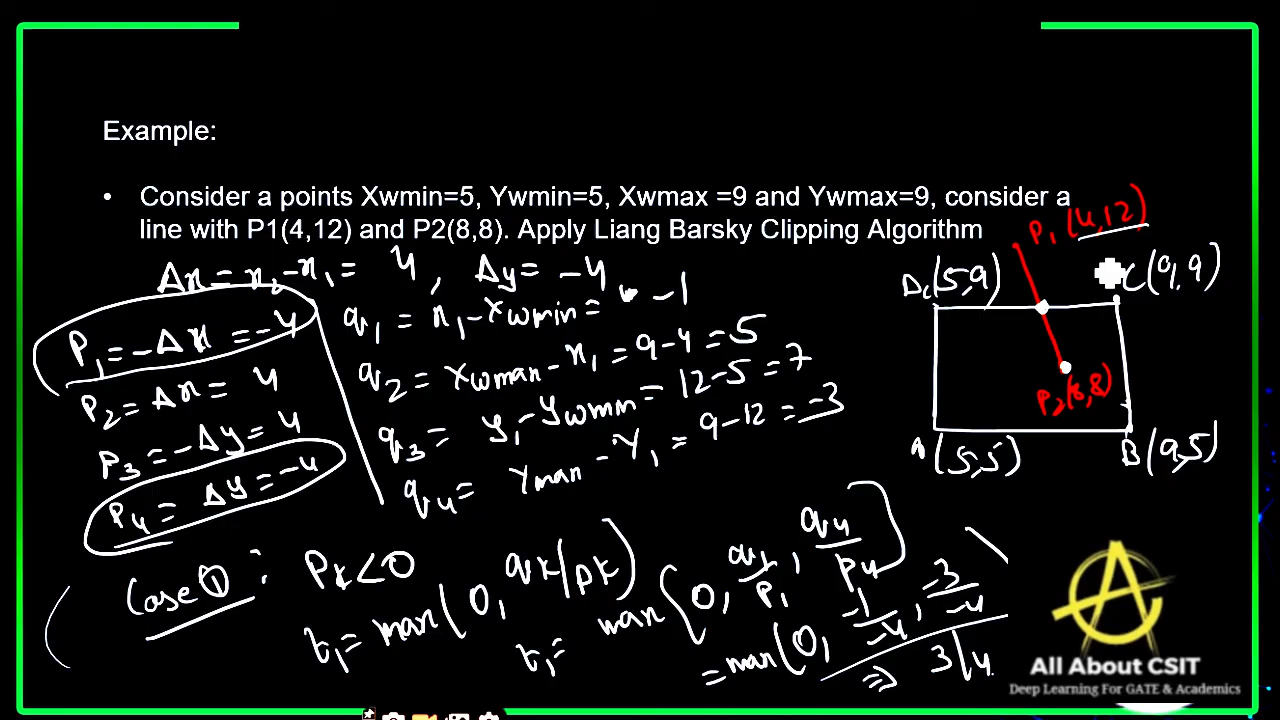 Example:
• Consider a points Xwmin=5, Ywmin=5, Xwmax =9 and Ywmax=9, consider a
line with P1(4,12) and P2(8,8). Apply Liang Barsky Clipping Algorithm
Δx = x2-x1 = 4, Δy = -4
P1 = -Δx = -4
P2 = Δx = 4
P3 = -Δy = 4
P4 = Δy = -4
q1 = x1 - xwmin = -1
q2 = xwmax - x1 = 9-4 = 5
q3 = y1 - ywmin = 12-5 = 7
q4 = ymax - y1 = 9-12 = -3
P1 (4,12)
(5,9)
C(9,9)
P2(8,8)
A (5,5)
B (9,5)
Case ①: Pk<0
t1 = max(0, qk/pk)
t1 = max{0, q1/p1, q4/p4}
= max(0, -1/-4, -3/-4)
⇒ 3/4
All About CSIT
Deep Learning For GATE & Academics